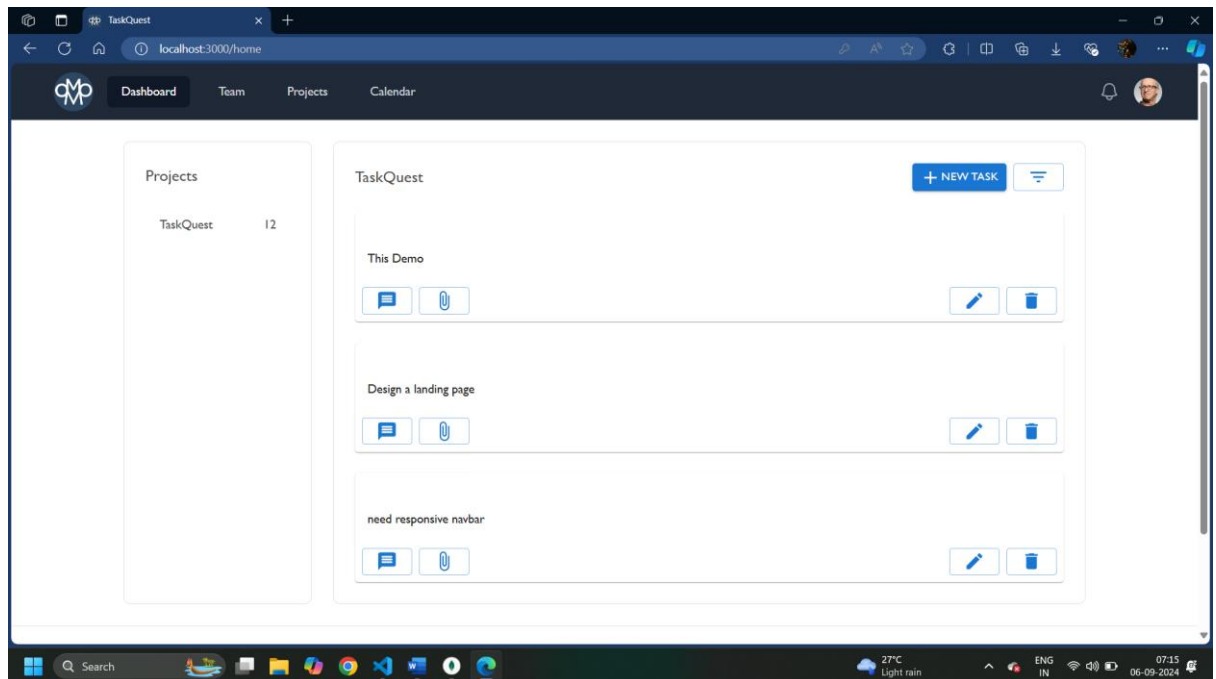 TaskQuest
localhost:3000/home
Dashboard Team Projects Calendar
Projects
TaskQuest 12
TaskQuest
+ NEW TASK
This Demo
Design a landing page
need responsive navbar
Search
27°C
Light rain
ENG
IN
07:15
06-09-2024